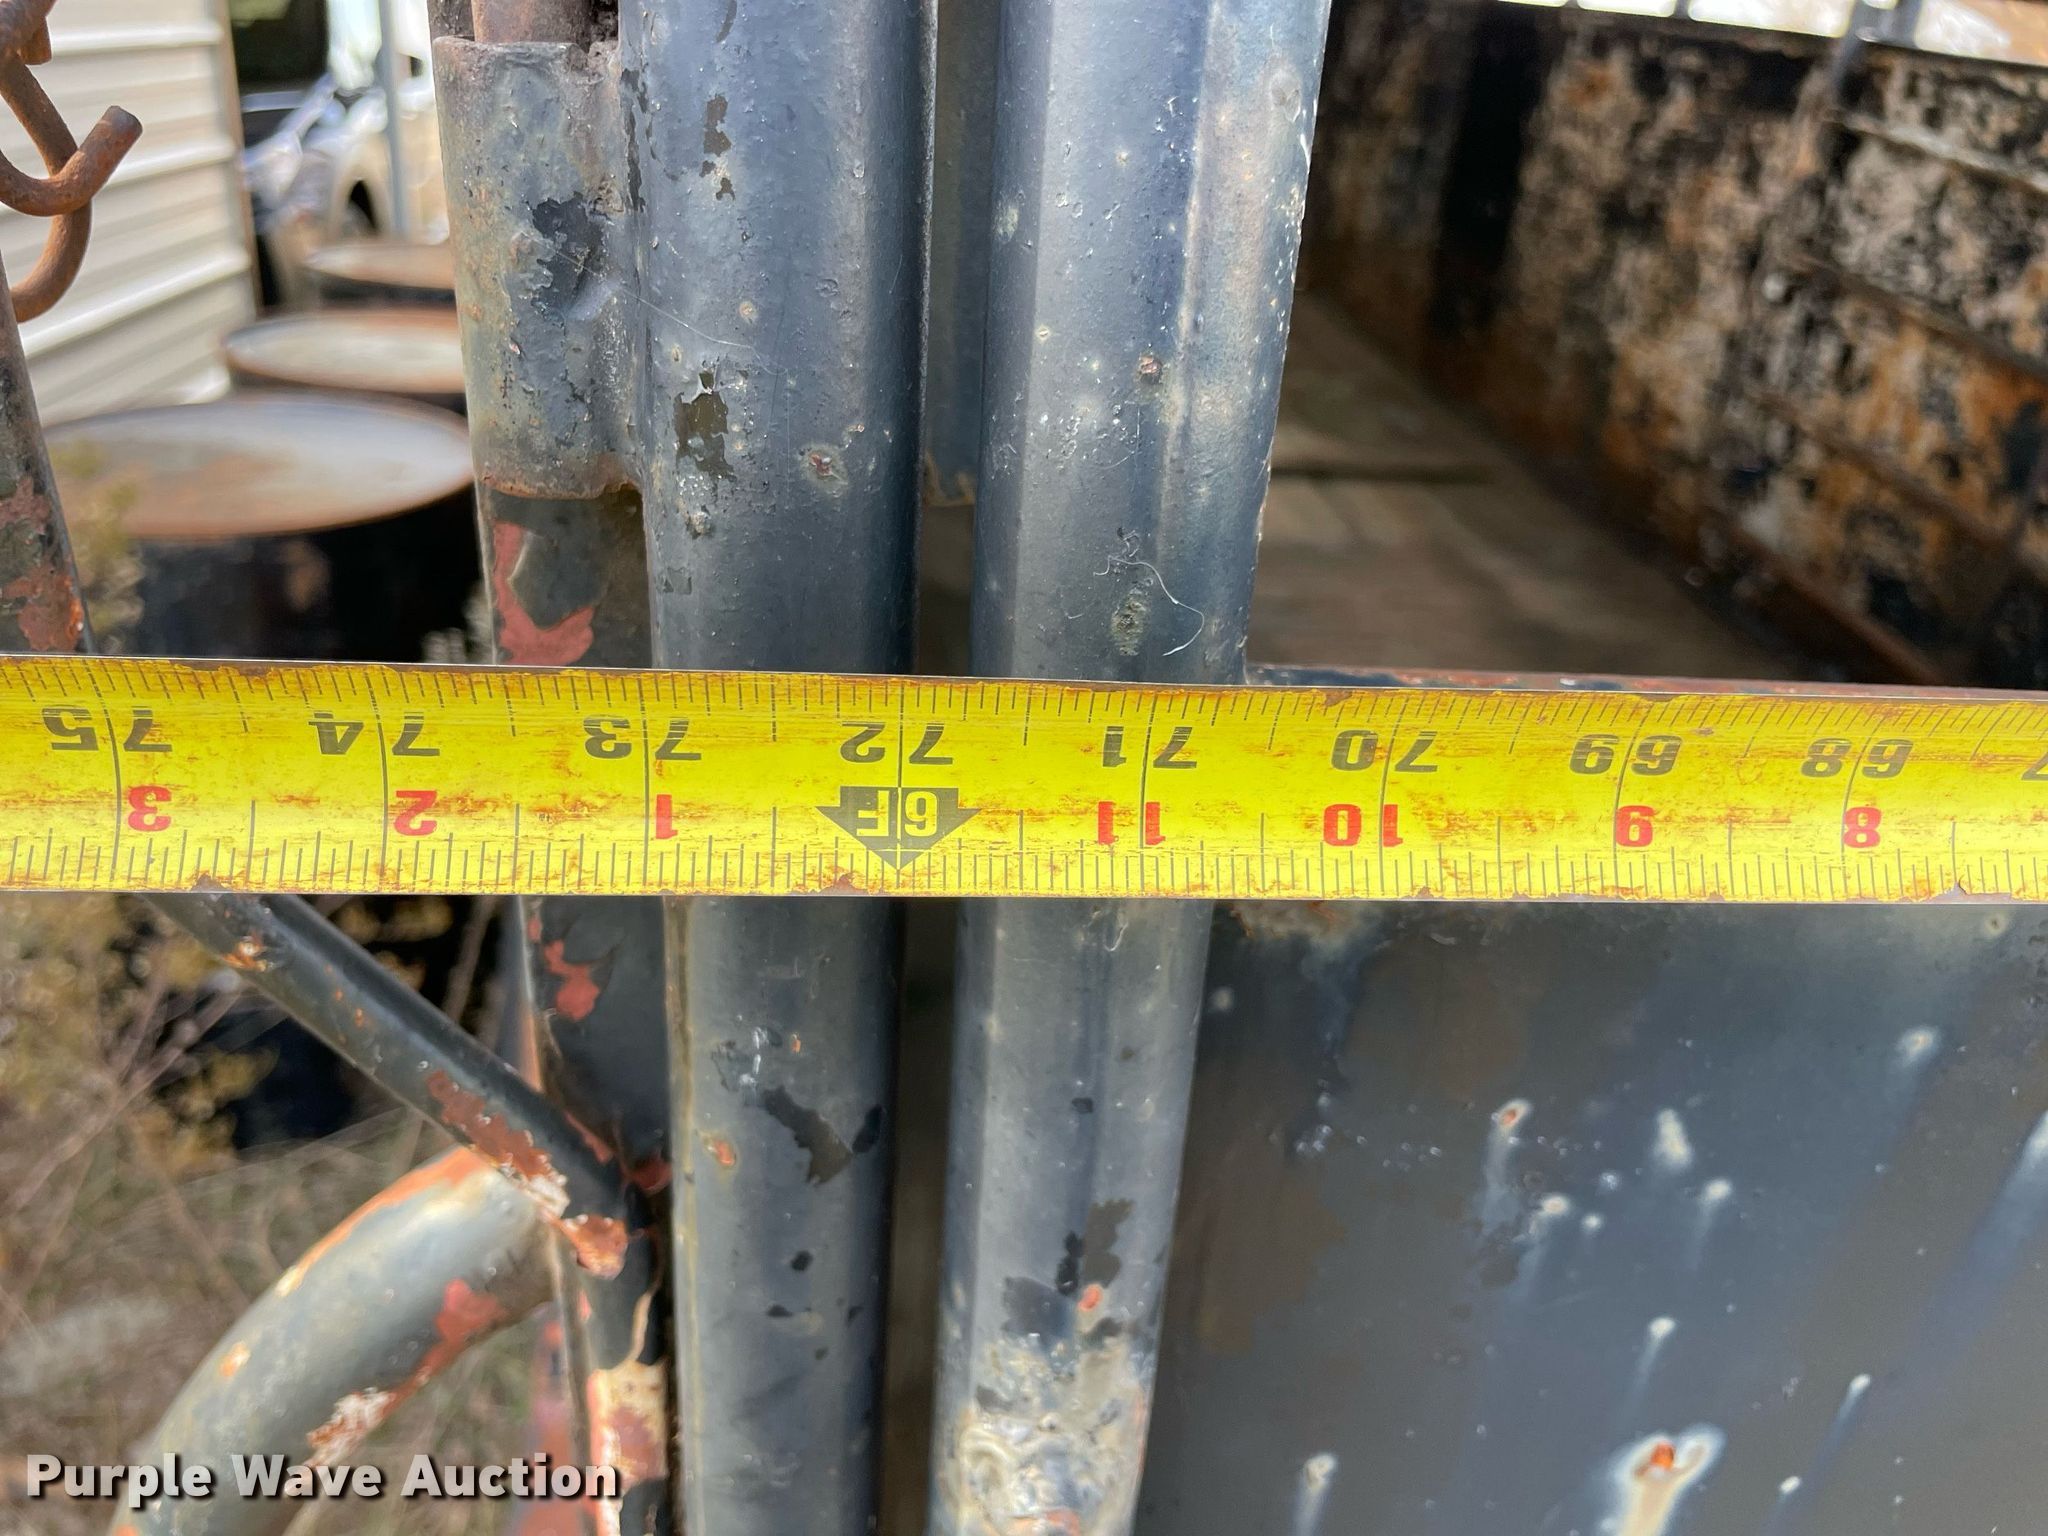 75 74 73 72 71 70 69 68
3 2 1 6F 11 10 9 8
Purple Wave Auction